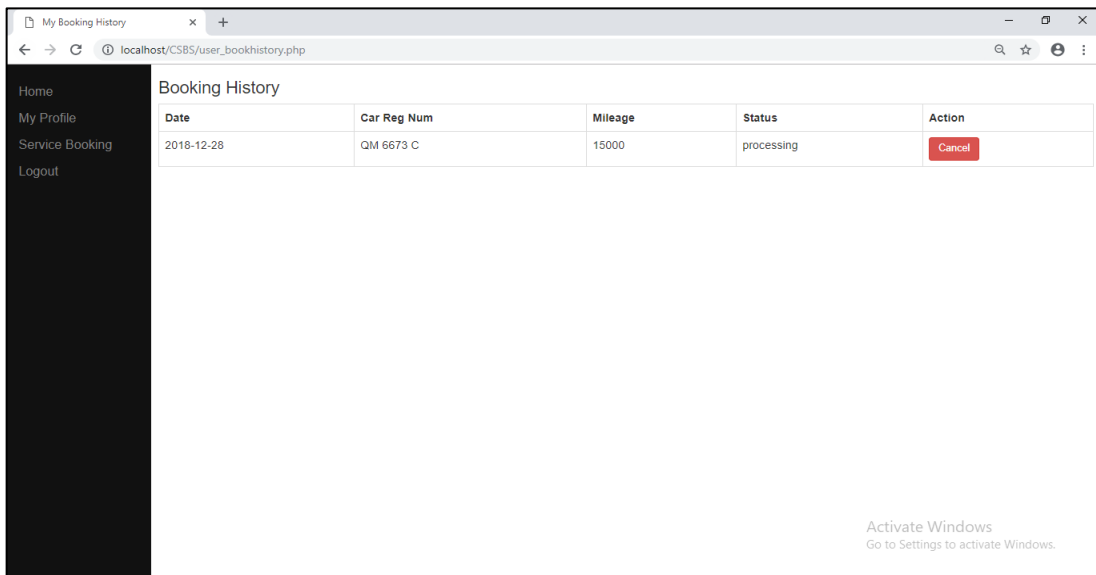 My Booking History
localhost/CSBS/user_bookhistory.php
Home
My Profile
Service Booking
Logout
Booking History
Date Car Reg Num Mileage Status Action
2018-12-28 QM 6673 C 15000 processing Cancel
Activate Windows
Go to Settings to activate Windows.